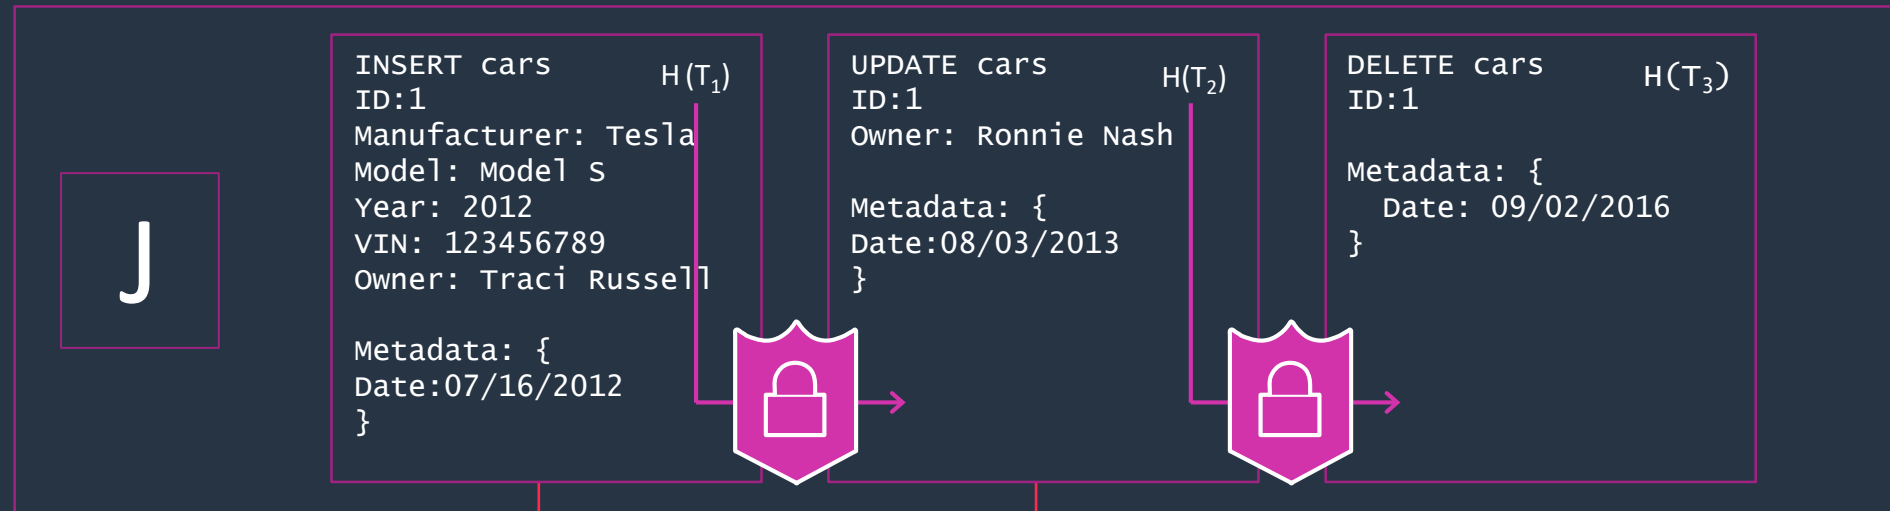 J
INSERT cars
H(T₁)
ID:1
Manufacturer: Tesla
Model: Model S
Year: 2012
VIN: 123456789
Owner: Traci Russell
Metadata: {
Date:07/16/2012
}
UPDATE cars
H(T₂)
ID:1
Owner: Ronnie Nash
Metadata: {
Date:08/03/2013
}
DELETE cars
H(T₃)
ID:1
Metadata: {
Date: 09/02/2016
}